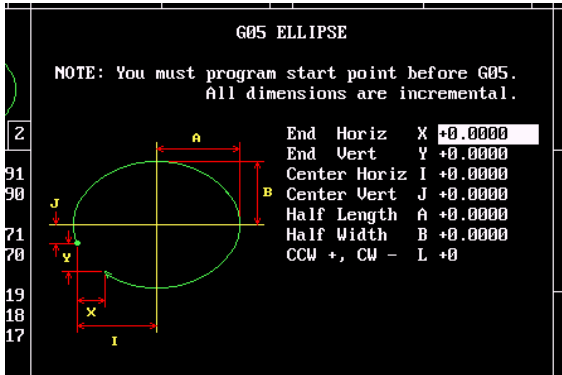 G05 ELLIPSE
NOTE: You must program start point before G05.
All dimensions are incremental.
End Horiz X +0.0000
End Vert Y +0.0000
Center Horiz I +0.0000
Center Vert J +0.0000
Half Length A +0.0000
Half Width B +0.0000
CCW +, CW - L +0
A
B
J
Y
X
I
2
91
90
71
70
19
18
17